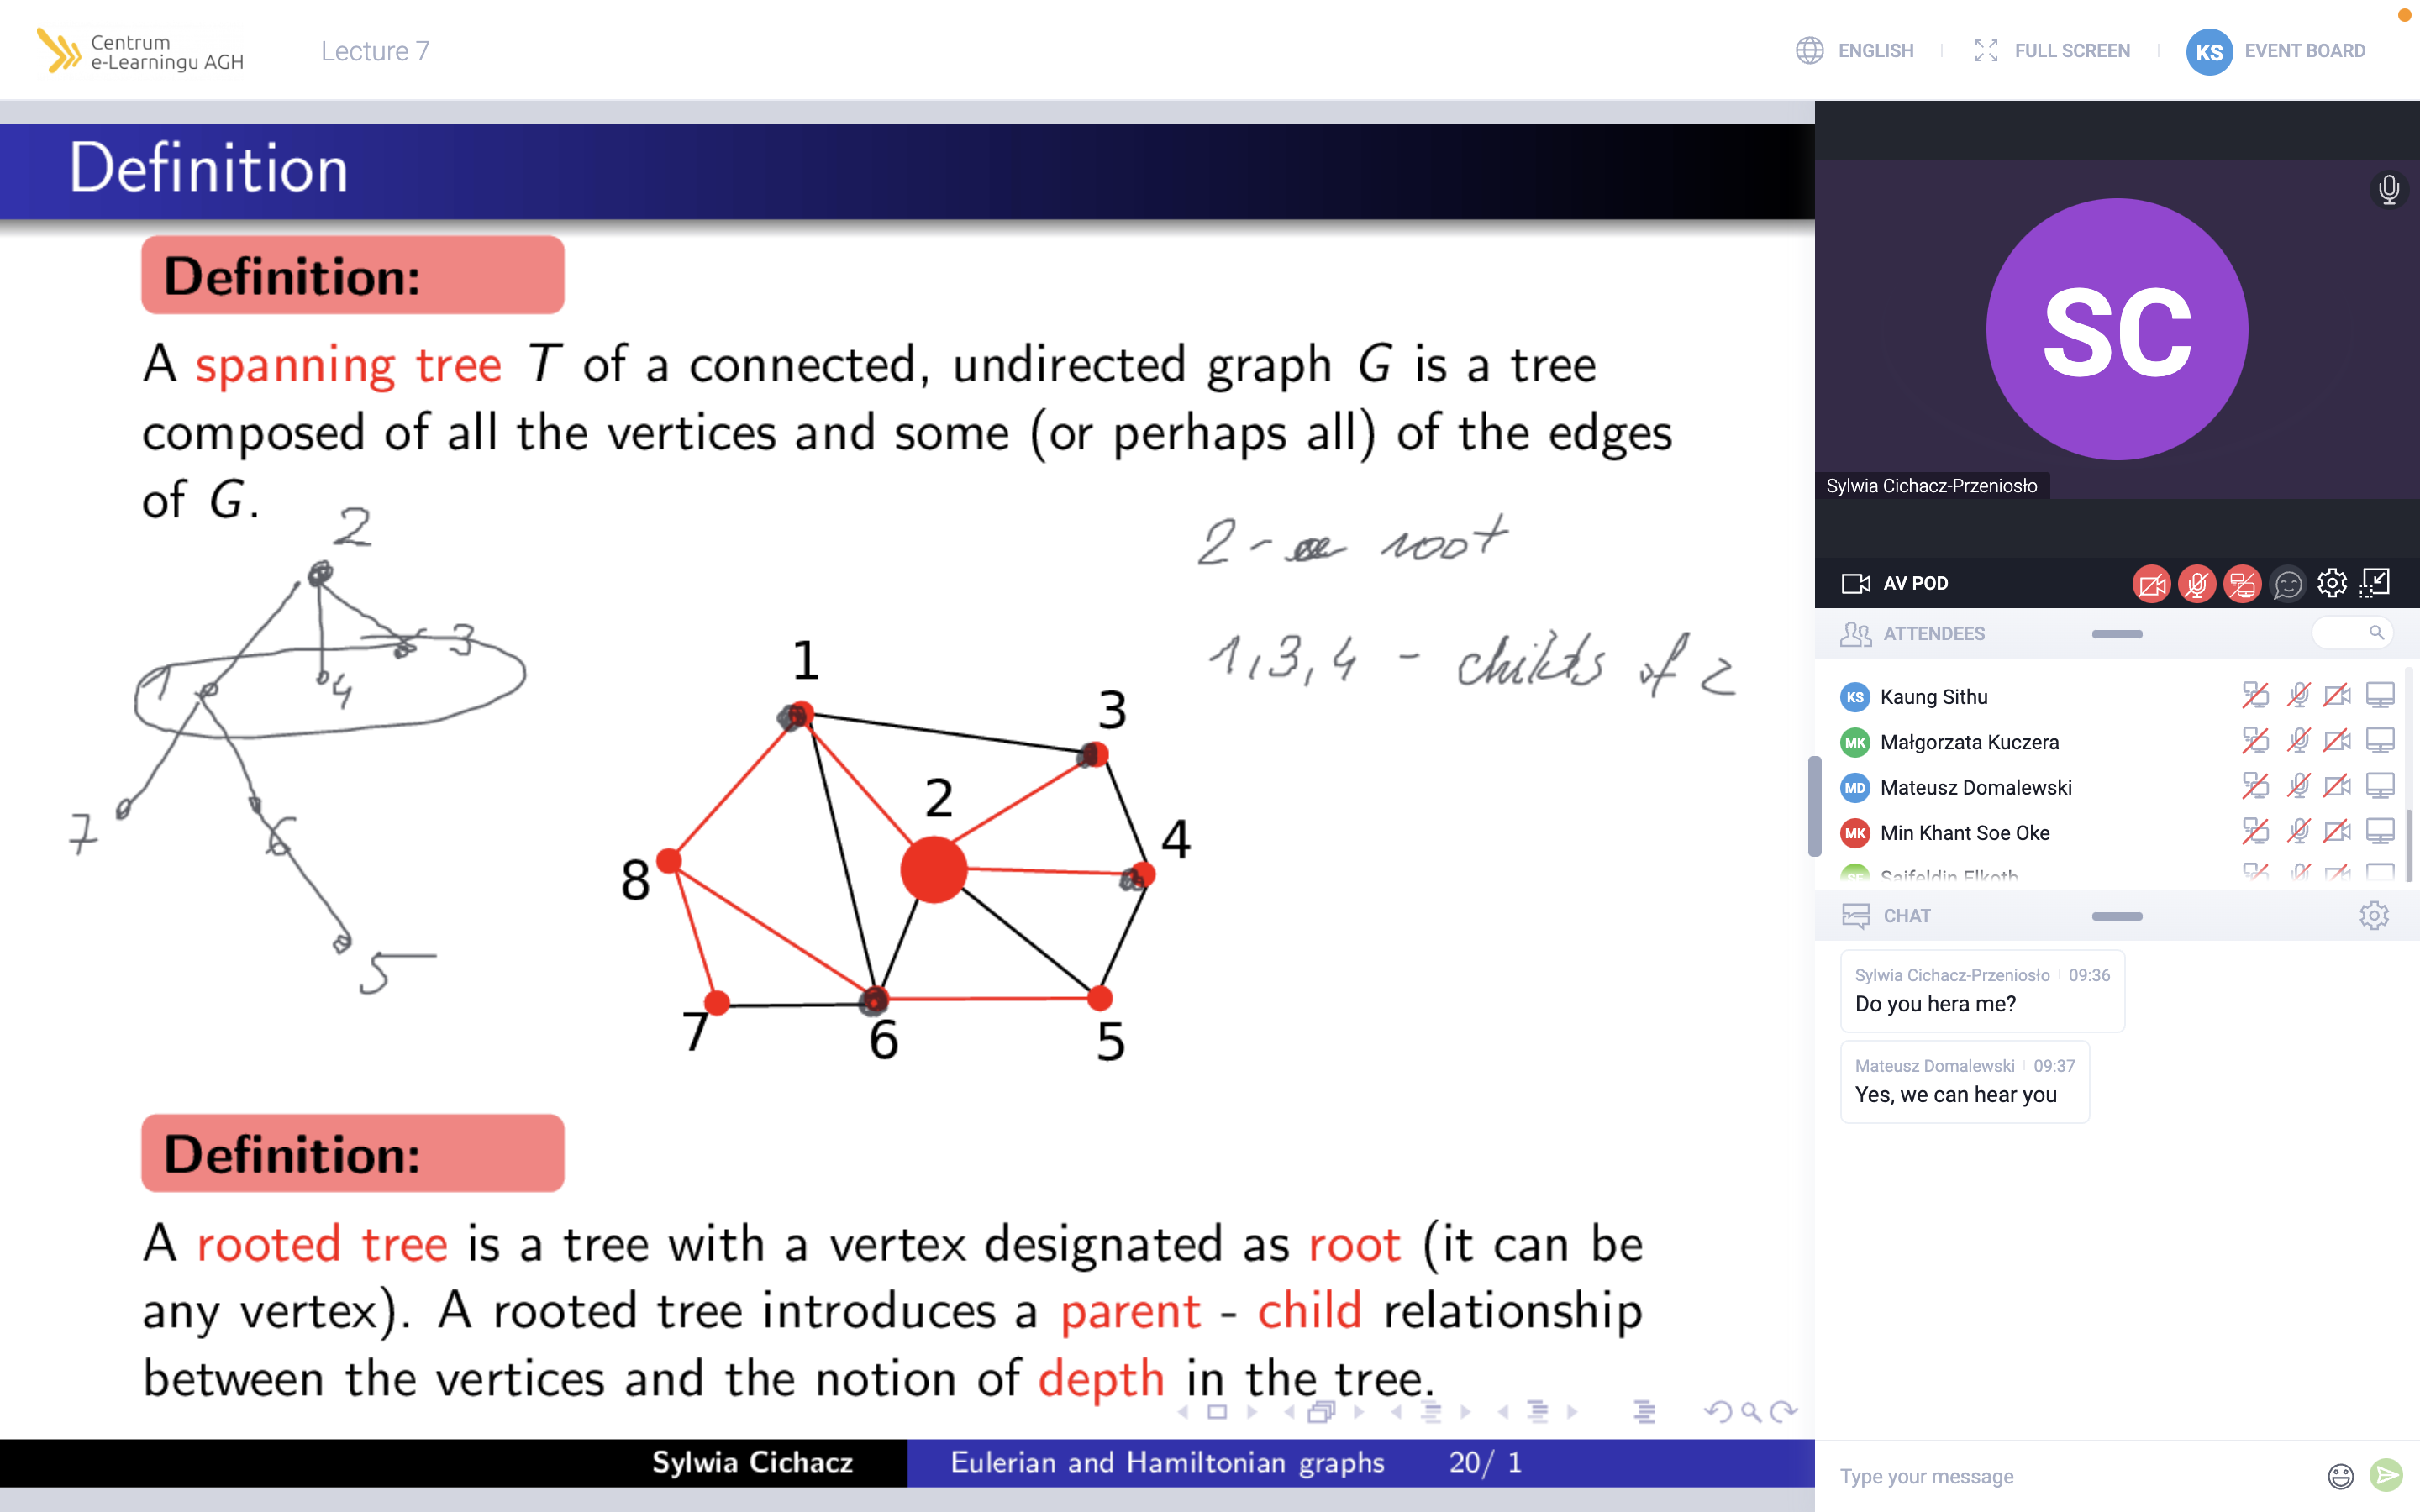 Centrum
e-Learningu AGH
Lecture 7
ENGLISH
FULL SCREEN
KS
EVENT BOARD
Definition
Definition:
A spanning tree T of a connected, undirected graph G is a tree
composed of all the vertices and some (or perhaps all) of the edges
of G.
2
2 - root
1,3,4 - childs of 2
1
3
4
7
6
5
1
3
2
4
8
7
6
5
Definition:
A rooted tree is a tree with a vertex designated as root (it can be
any vertex). A rooted tree introduces a parent - child relationship
between the vertices and the notion of depth in the tree.
Sylwia Cichacz
Eulerian and Hamiltonian graphs
20/ 1
SC
Sylwia Cichacz-Przeniosło
AV POD
ATTENDEES
KS Kaung Sithu
MK Małgorzata Kuczera
MD Mateusz Domalewski
MK Min Khant Soe Oke
SE Saifeldin Elkotb
CHAT
Sylwia Cichacz-Przeniosło 09:36
Do you hera me?
Mateusz Domalewski 09:37
Yes, we can hear you
Type your message